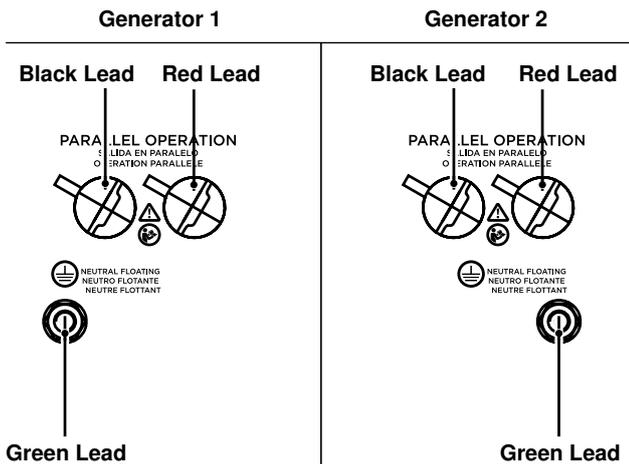 Generator 1
Generator 2
Black Lead
Red Lead
Black Lead
Red Lead
PARALLEL OPERATION
SALIDA EN PARALELO
OPERATION PARALLELE
PARALLEL OPERATION
SALIDA EN PARALELO
OPERATION PARALLELE
NEUTRAL FLOATING
NEUTRO FLOTANTE
NEUTRE FLOTTANT
NEUTRAL FLOATING
NEUTRO FLOTANTE
NEUTRE FLOTTANT
Green Lead
Green Lead